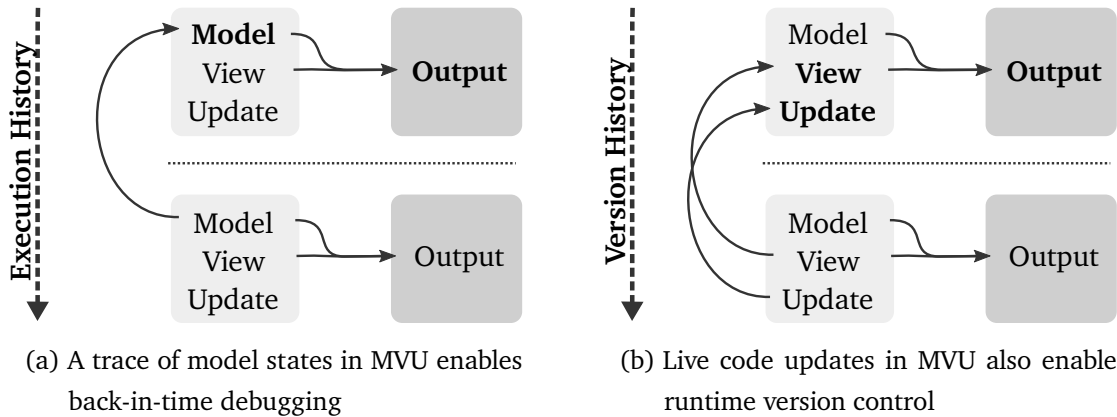 Execution History
Model
View
Update
Output
Model
View
Update
Output
(a) A trace of model states in MVU enables
back-in-time debugging
Version History
Model
View
Update
Output
Model
View
Update
Output
(b) Live code updates in MVU also enable
runtime version control